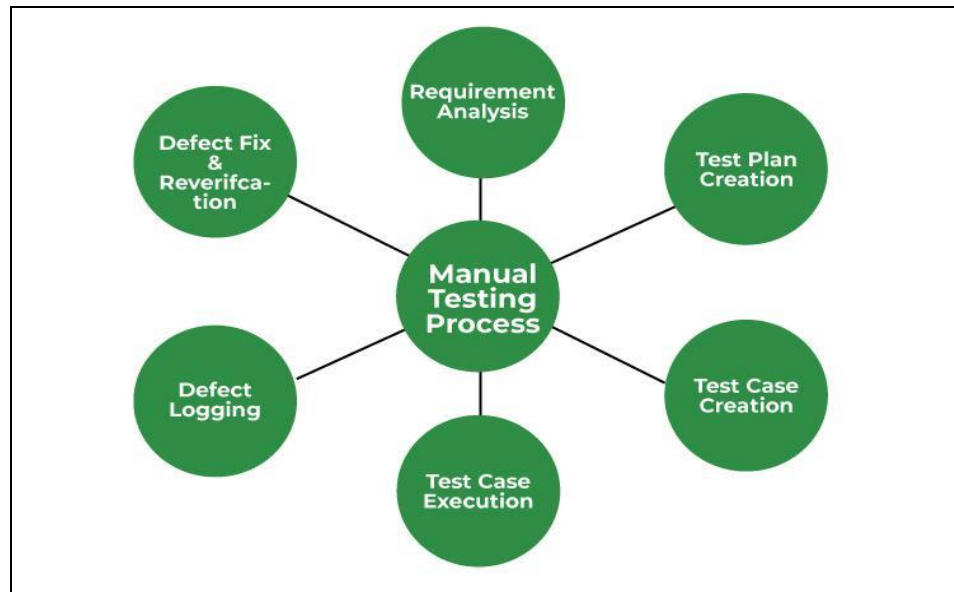 Requirement
Analysis
Defect Fix
&
Reverifca-
tion
Test Plan
Creation
Manual
Testing
Process
Defect
Logging
Test Case
Creation
Test Case
Execution